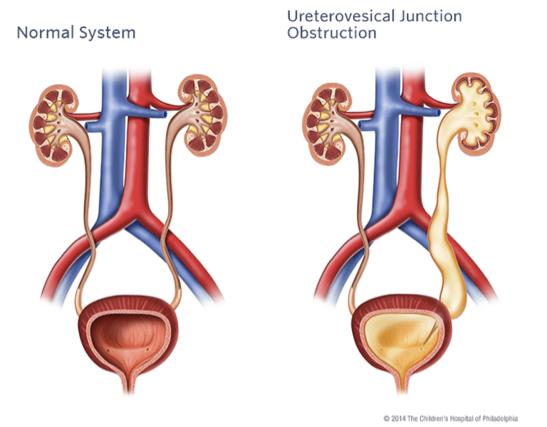 Normal System
Ureterovesical Junction
Obstruction
© 2014 The Children's Hospital of Philadelphia